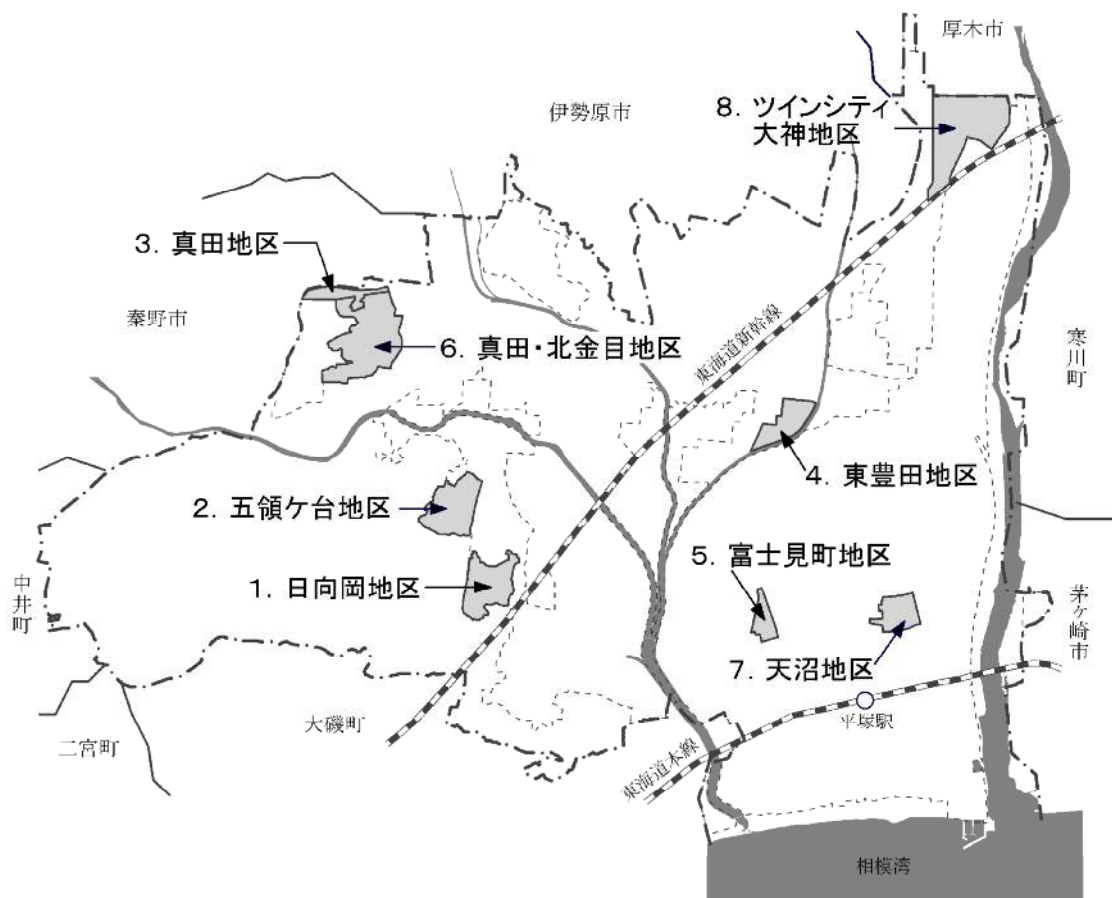 厚木市
伊勢原市
8. ツインシティ
大神地区
3. 真田地区
秦野市
6. 真田・北金目地区
東海道新幹線
寒川町
4. 東豊田地区
2. 五領ケ台地区
5. 富士見町地区
1. 日向岡地区
中井町
茅ヶ崎市
7. 天沼地区
大磯町
平塚駅
二宮町
東海道本線
相模湾